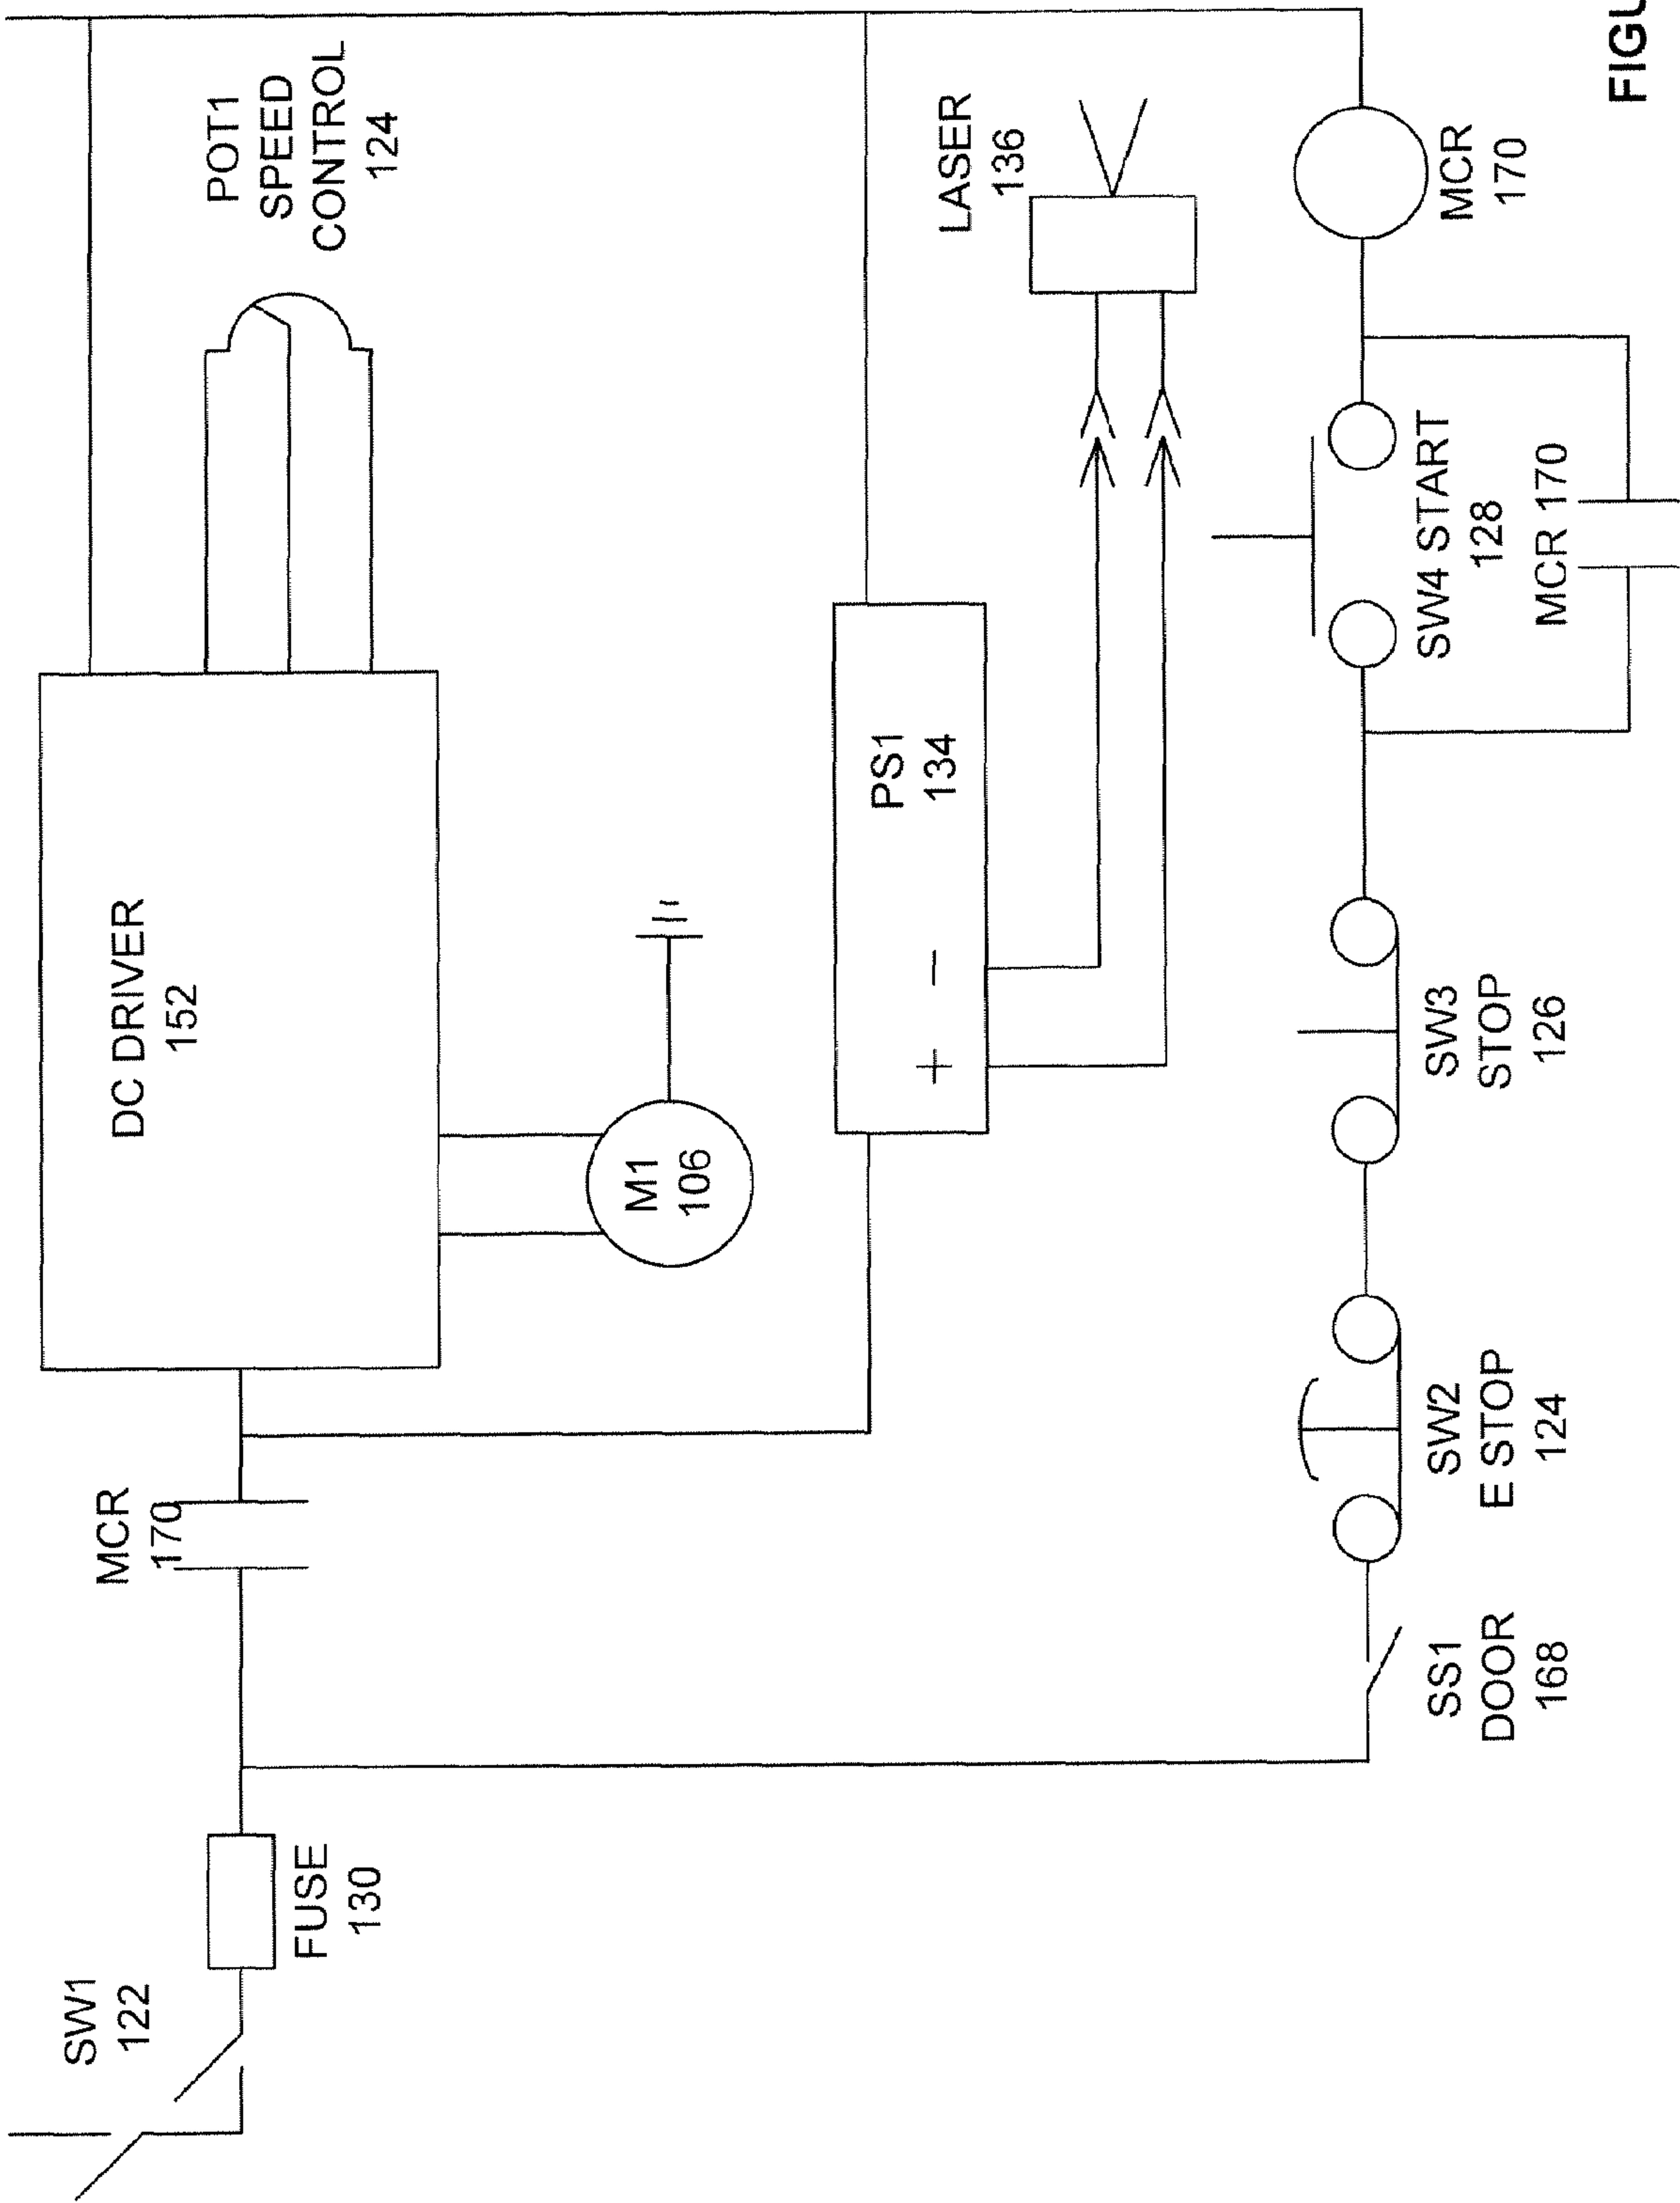 SW1
122
FUSE
130
MCR
170
DC DRIVER
152
POT1
SPEED
CONTROL
124
M1
106
PS1
134
+ −
LASER
136
SS1
DOOR
168
SW2
E STOP
124
SW3
STOP
126
SW4 START
128
MCR 170
MCR
170
FIGU